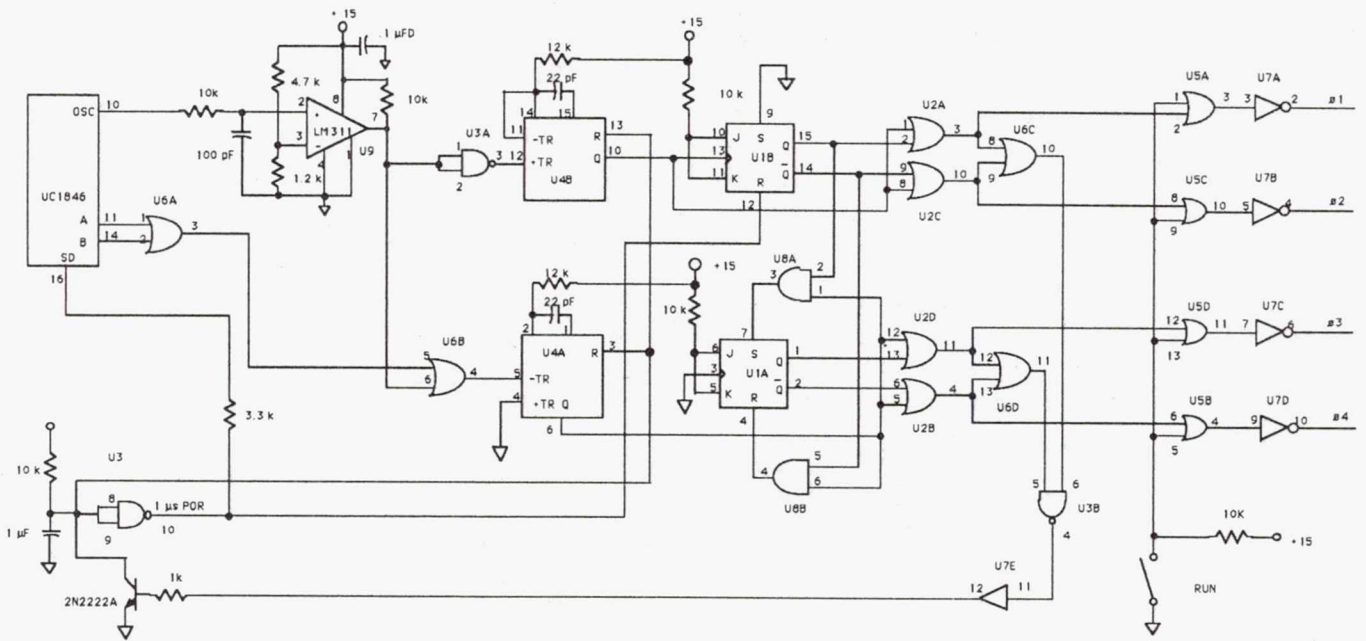 + 15
.1 µFD
4.7 k
10k
8
2
LM311
7
3
4
1
U9
1.2 k
10k
100 pF
OSC
10
UC1846
A
11
B
14
SD
16
U6A
1
2
3
12 k
22 pF
14
15
11
-TR
R
13
12
+TR
Q
10
U4B
U3A
1
2
3
+ 15
10 k
9
10
J
S
Q
15
13
U1B
11
K
Q
14
R
12
U2A
1
2
3
9
8
10
U2C
U6C
8
9
10
U5A
1
2
3
U7A
3
2
ø1
U5C
8
9
10
U7B
5
4
ø2
12 k
22 pF
2
1
U4A
R
3
5
-TR
4
+TR
Q
6
U6B
5
6
4
+15
10 k
U8A
3
2
1
7
6
J
S
Q
1
3
U1A
5
K
Q
2
R
4
U2D
12
13
11
6
5
4
U2B
12
13
11
U6D
U5D
12
13
11
U7C
7
6
ø3
U5B
6
5
4
U7D
9
10
ø4
4
5
6
U8B
5
6
U3B
4
3.3 k
10 k
U3
8
9
1 µs POR
10
1 µF
2N2222A
1k
U7E
12
11
10K
+15
RUN